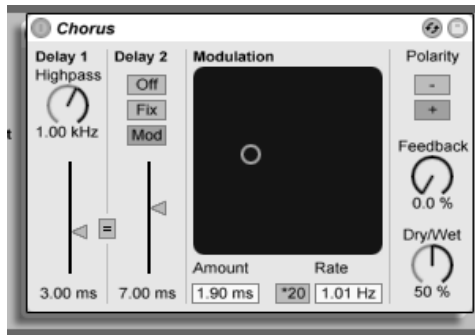 Chorus
Delay 1
Highpass
1.00 kHz
3.00 ms
=
Delay 2
Off
Fix
Mod
7.00 ms
Modulation
Amount
1.90 ms
*20
Rate
1.01 Hz
Polarity
-
+
Feedback
0.0 %
Dry/Wet
50 %